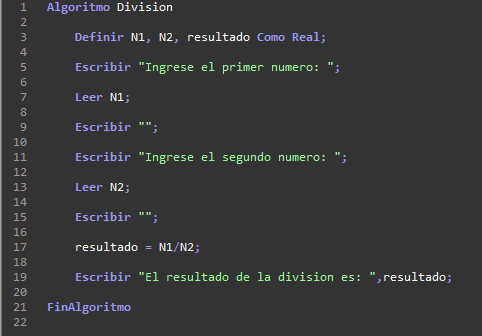 1 Algoritmo Division
2
3 Definir N1, N2, resultado Como Real;
4
5 Escribir "Ingrese el primer numero: ";
6
7 Leer N1;
8
9 Escribir "";
10
11 Escribir "Ingrese el segundo numero: ";
12
13 Leer N2;
14
15 Escribir "";
16
17 resultado = N1/N2;
18
19 Escribir "El resultado de la division es: ",resultado;
20
21 FinAlgoritmo
22